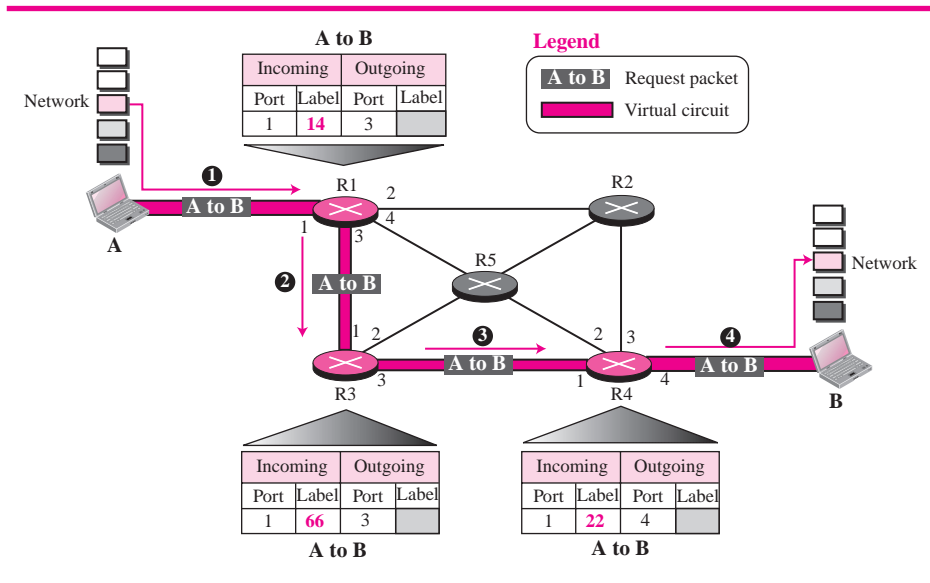 A to B
Incoming Outgoing
Port Label Port Label
1 14 3
Legend
A to B Request packet
Virtual circuit
Network
1
A to B
A
R1
1
2
4
3
R2
R5
2
A to B
1
2
3
R3
3
A to B
2
3
1
4
R4
4
A to B
Network
B
Incoming Outgoing
Port Label Port Label
1 66 3
A to B
Incoming Outgoing
Port Label Port Label
1 22 4
A to B